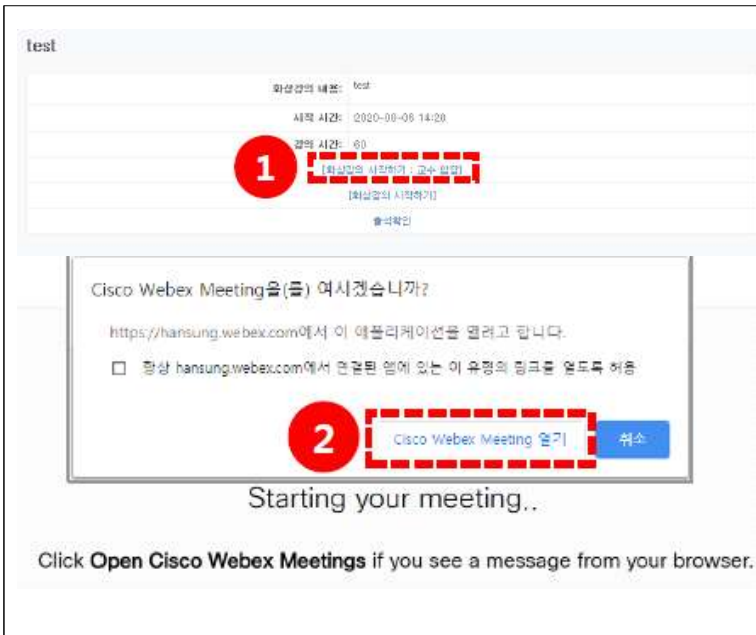 test
화상강의 내용: test
시작 시간: 2020-08-06 14:28
강의 시간: 60
1 [화상강의 시작하기 : 교수 입장]
[화상강의 시작하기]
출석확인
Cisco Webex Meeting을(를) 여시겠습니까?
https://hansung.webex.com에서 이 애플리케이션을 열려고 합니다.
항상 hansung.webex.com에서 연결된 앱에 있는 이 유형의 링크를 열도록 허용
2 Cisco Webex Meeting 열기 취소
Starting your meeting..
Click Open Cisco Webex Meetings if you see a message from your browser.